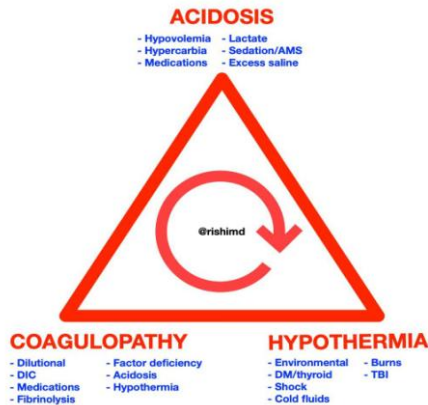 ACIDOSIS
- Hypovolemia - Lactate
- Hypercarbia - Sedation/AMS
- Medications - Excess saline
@rishimd
COAGULOPATHY
- Dilutional - Factor deficiency
- DIC - Acidosis
- Medications - Hypothermia
- Fibrinolysis
HYPOTHERMIA
- Environmental - Burns
- DM/thyroid - TBI
- Shock
- Cold fluids